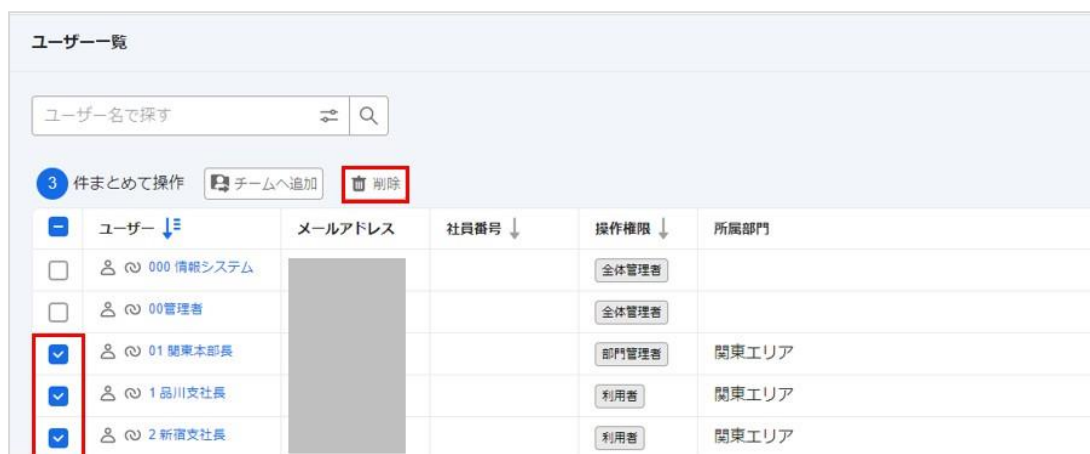 ユーザー一覧
ユーザー名で探す
3 件まとめて操作 チームへ追加 削除
ユーザー メールアドレス 社員番号 操作権限 所属部門
000 情報システム 全体管理者
00管理者 全体管理者
01 関東本部長 部門管理者 関東エリア
1 品川支社長 利用者 関東エリア
2 新宿支社長 利用者 関東エリア